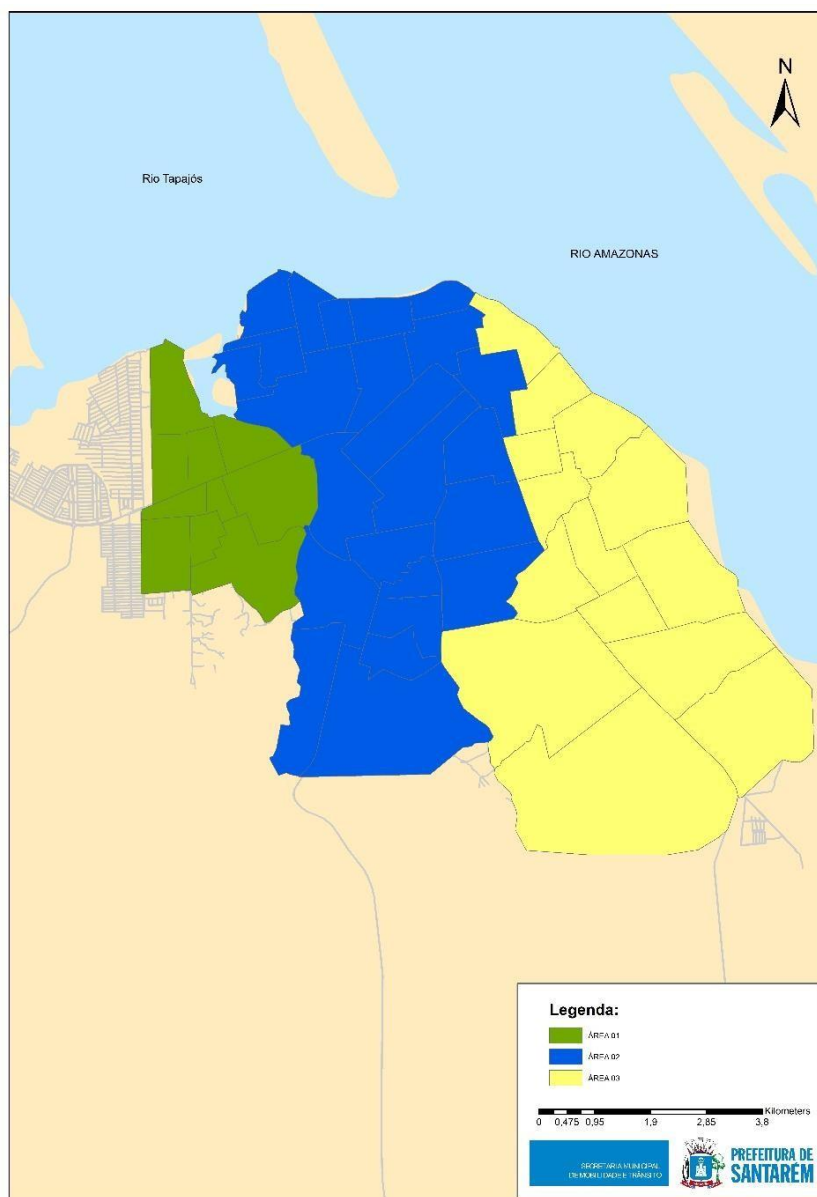 N
Rio Tapajós
RIO AMAZONAS
Legenda:
ÁREA 01
ÁREA 02
ÁREA 03
Kilometers
0 0,475 0,95 1,9 2,85 3,8
SECRETARIA MUNICIPAL
DE MOBILIDADE E TRÂNSITO
PREFEITURA DE
SANTARÉM